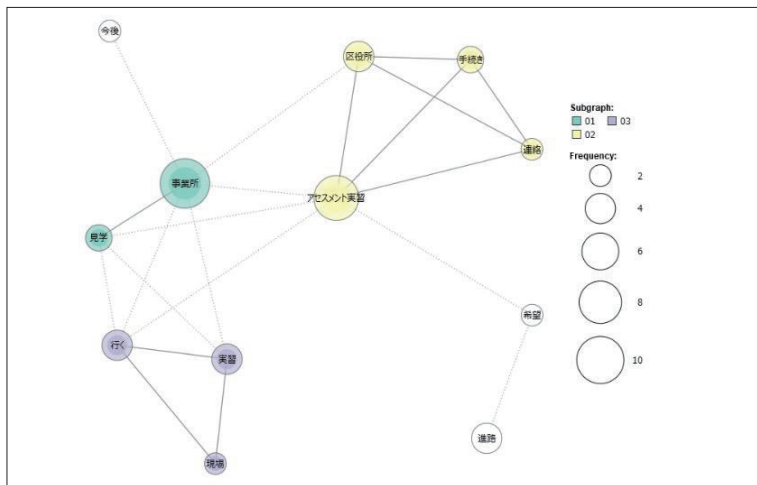 今後
区役所
手続き
連絡
事業所
アセスメント実習
見学
行く
実習
現場
希望
進路
Subgraph:
01 03
02
Frequency:
2
4
6
8
10